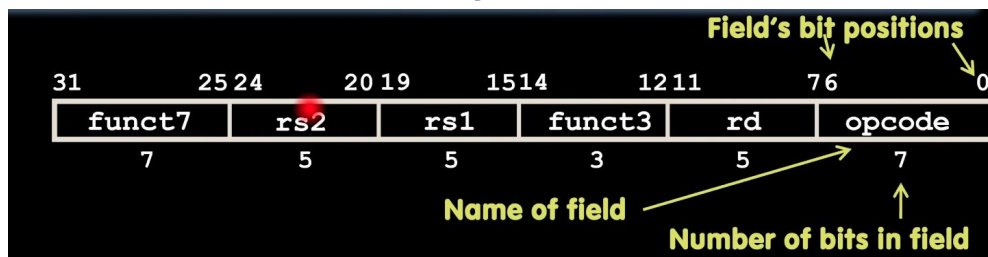 Field's bit positions
31 25 24 20 19 15 14 12 11 7 6 0
funct7 rs2 rs1 funct3 rd opcode
7 5 5 3 5 7
Name of field
Number of bits in field